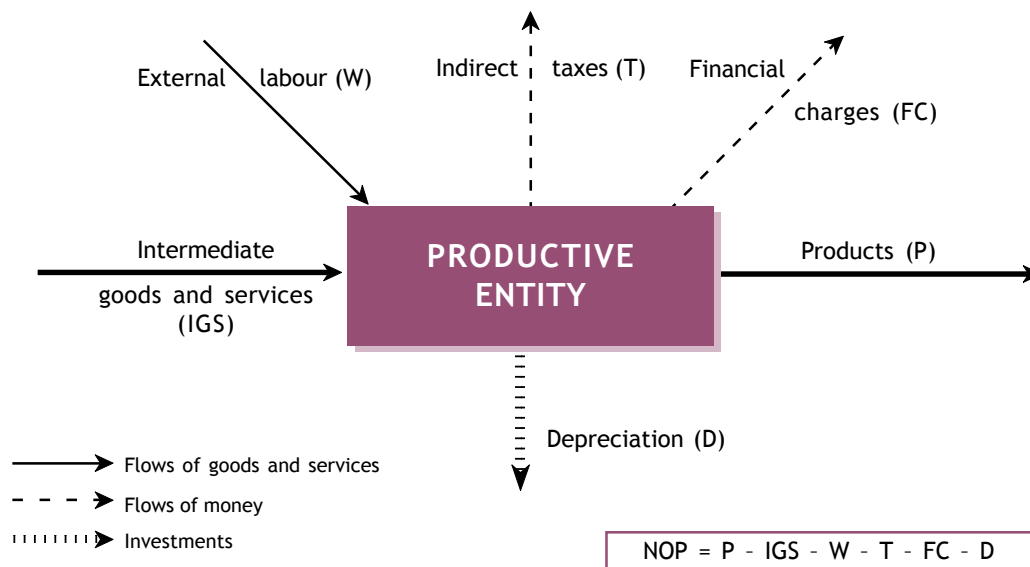 External labour (W)
Indirect taxes (T)
Financial
charges (FC)
Intermediate
goods and services
(IGS)
PRODUCTIVE
ENTITY
Products (P)
Depreciation (D)
Flows of goods and services
Flows of money
Investments
NOP = P - IGS - W - T - FC - D